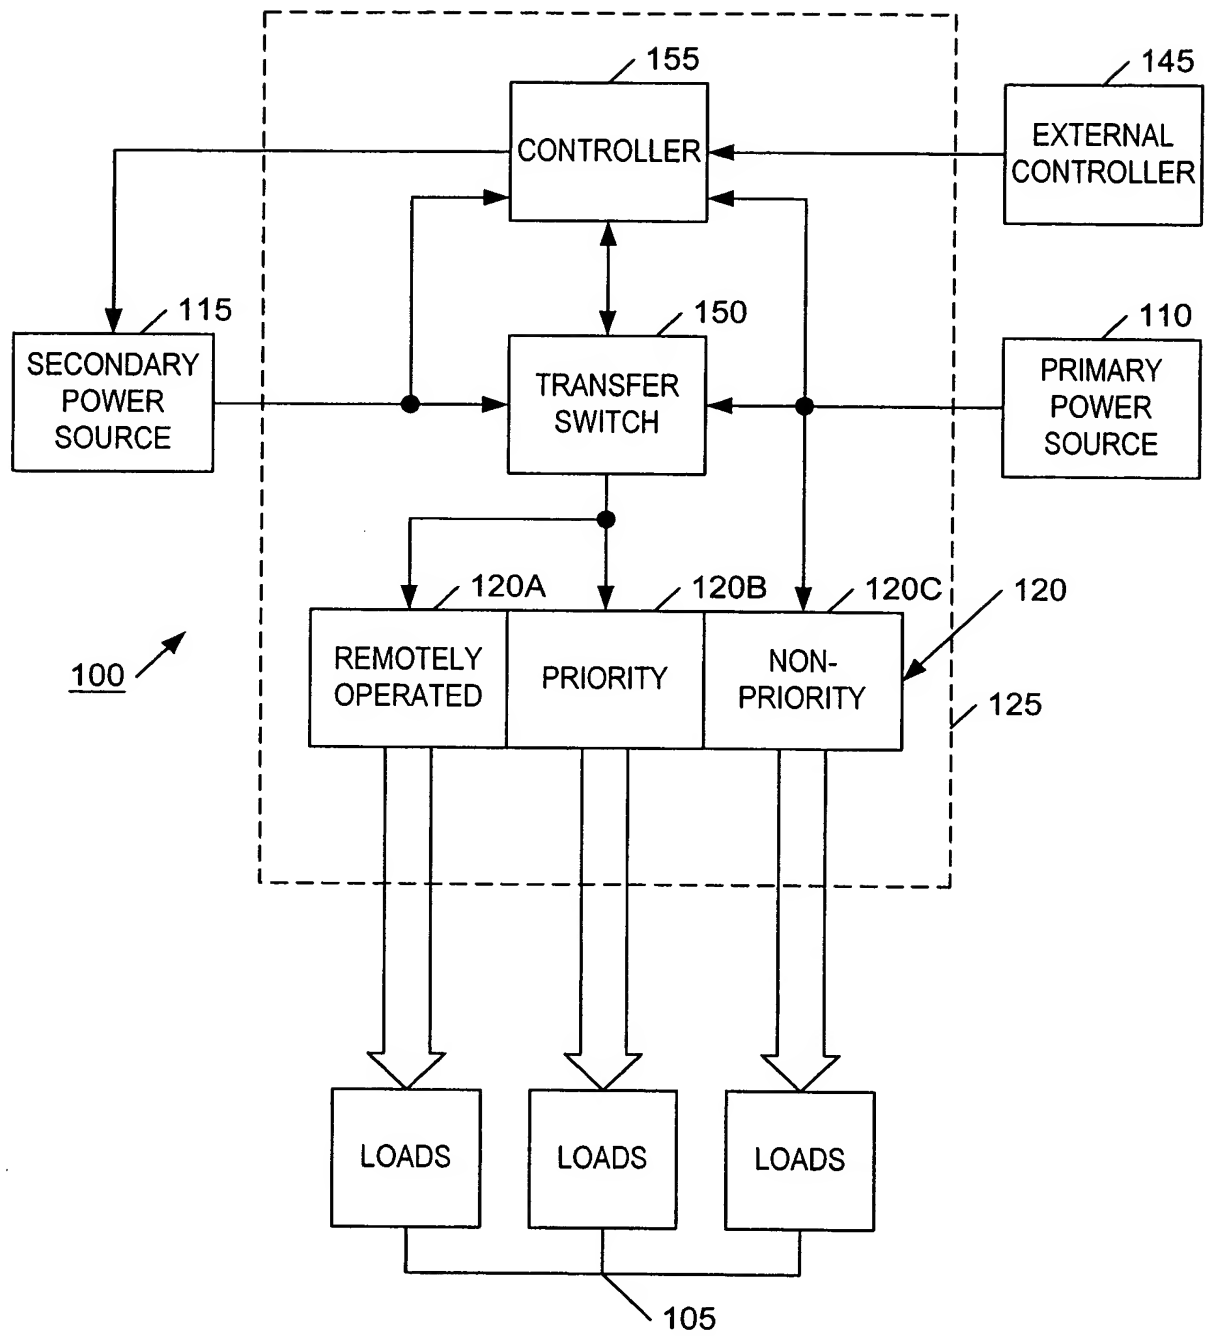 155
145
CONTROLLER
EXTERNAL
CONTROLLER
115
150
110
SECONDARY
POWER
SOURCE
TRANSFER
SWITCH
PRIMARY
POWER
SOURCE
120A
120B
120C
120
100
REMOTELY
OPERATED
PRIORITY
NON-
PRIORITY
125
LOADS
LOADS
LOADS
105